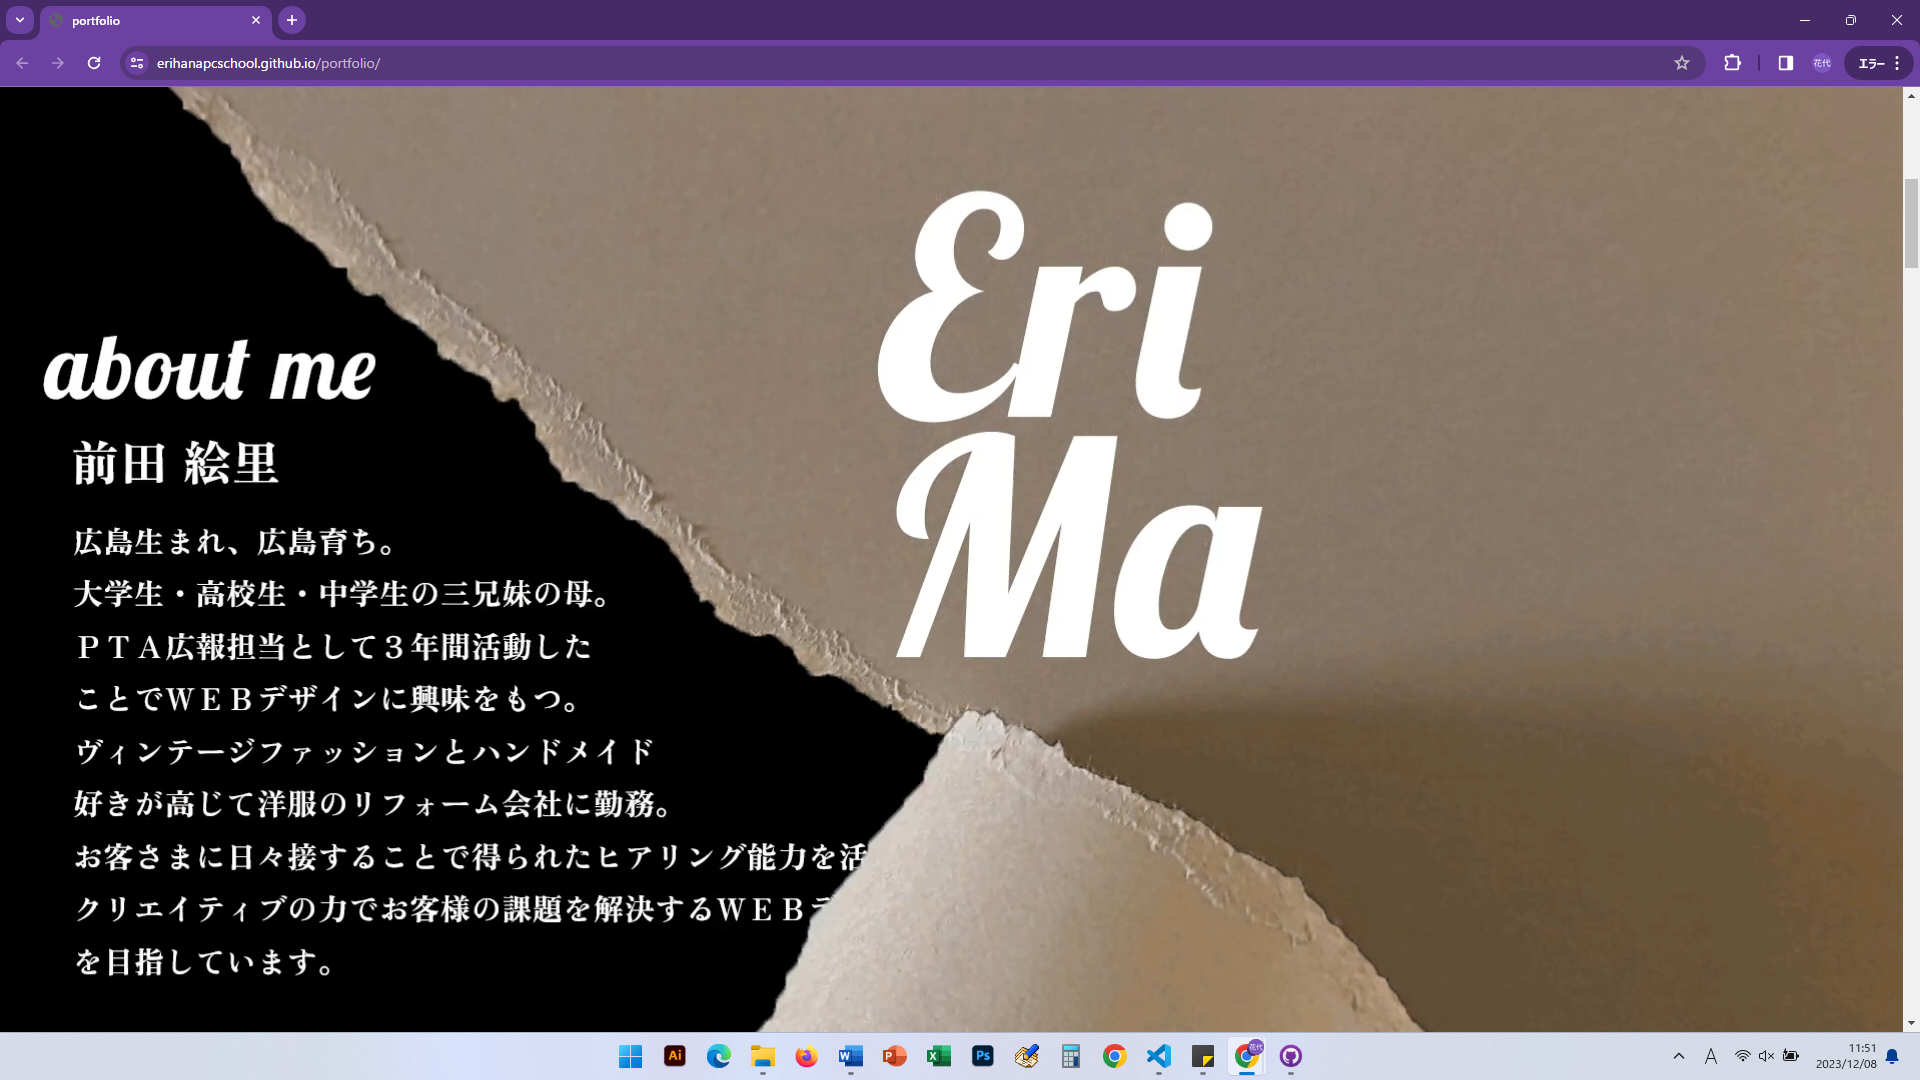 portfolio
erihanapcschool.github.io/portfolio/
花代
エラー
Eri
Ma
about me
前田 絵里
広島生まれ、広島育ち。
大学生・高校生・中学生の三兄妹の母。
ＰＴＡ広報担当として３年間活動した
ことでＷＥＢデザインに興味をもつ。
ヴィンテージファッションとハンドメイド
好きが高じて洋服のリフォーム会社に勤務。
お客さまに日々接することで得られたヒアリング能力を活
クリエイティブの力でお客様の課題を解決するＷＥＢデ
を目指しています。
Ai
W
P
X
Ps
花代
A
11:51
2023/12/08